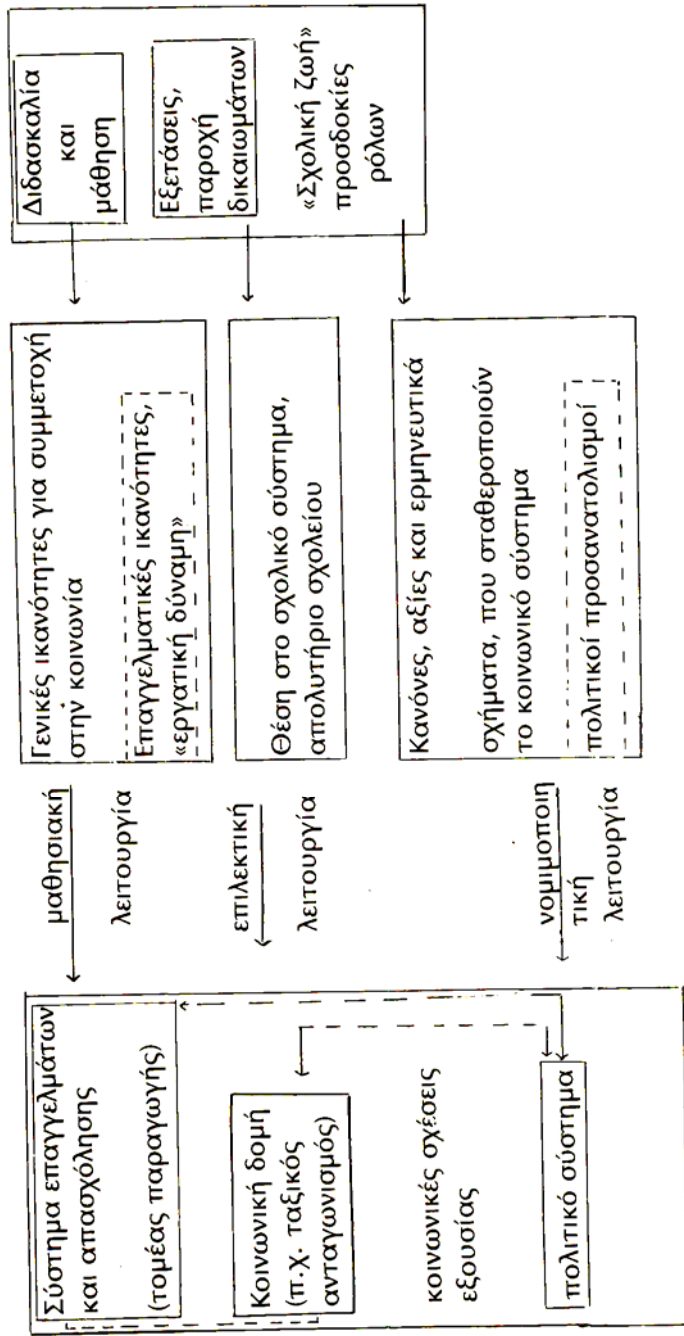 Σύστημα επαγγελμάτων
και απασχόλησης
(τομέας παραγωγής)
Κοινωνική δομή
(π.χ. ταξικός
ανταγωνισμός)
κοινωνικές σχέσεις
εξουσίας
πολιτικό σύστημα
μαθησιακή
λειτουργία
επιλεκτική
λειτουργία
νομιμοποιη
τική
λειτουργία
Γενικές ικανότητες για συμμετοχή
στην κοινωνία
Επαγγελματικές ικανότητες,
«εργατική δύναμη»
Θέση στο σχολικό σύστημα,
απολυτήριο σχολείου
Κανόνες, αξίες και ερμηνευτικά
σχήματα, που σταθεροποιούν
το κοινωνικό σύστημα
πολιτικοί προσανατολισμοί
Διδασκαλία
και
μάθηση
Εξετάσεις,
παροχή
δικαιωμάτων
«Σχολική ζωή»
προσδοκίες
ρόλων